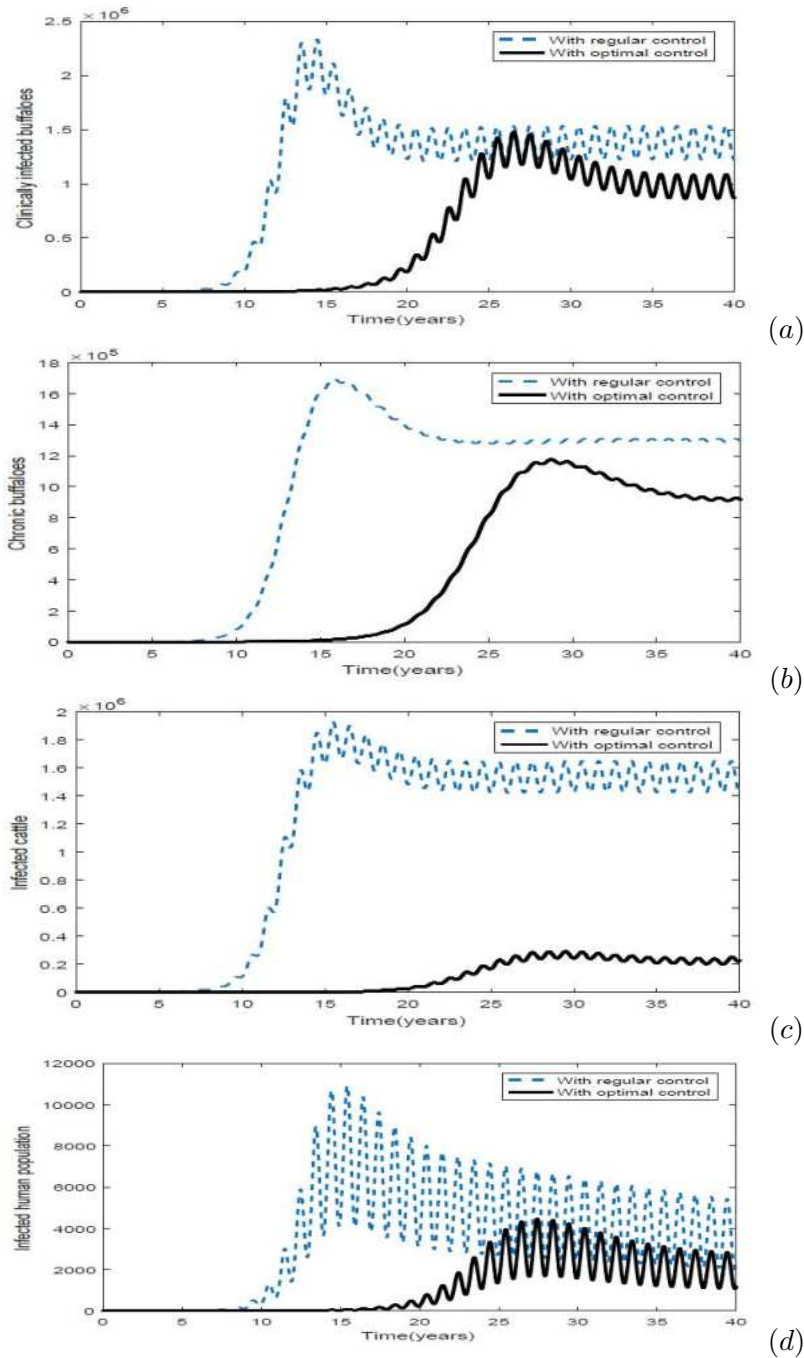 × 10^6
2.5
2
1.5
1
0.5
0
Clinically infected buffaloes
With regular control
With optimal control
0 5 10 15 20 25 30 35 40
Time(years)
(a)
× 10^5
18
16
14
12
10
8
6
4
2
0
Chronic buffaloes
With regular control
With optimal control
0 5 10 15 20 25 30 35 40
Time(years)
(b)
× 10^6
2
1.8
1.6
1.4
1.2
1
0.8
0.6
0.4
0.2
0
Infected cattle
With regular control
With optimal control
0 5 10 15 20 25 30 35 40
Time(years)
(c)
12000
10000
8000
6000
4000
2000
0
Infected human population
With regular control
With optimal control
0 5 10 15 20 25 30 35 40
Time(years)
(d)